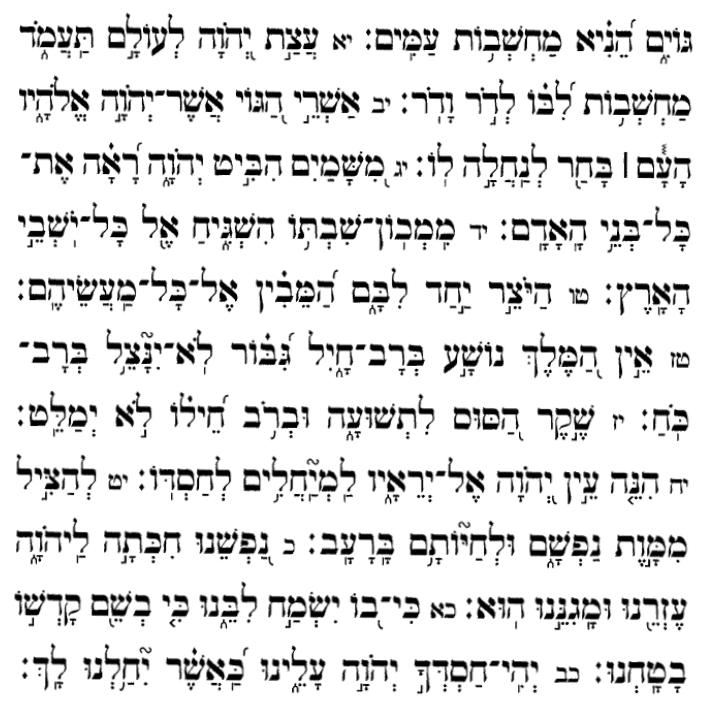 גּוֹיִ֑ם הֵ֝נִ֗יא מַחְשְׁב֥וֹת עַמִּֽים׃ יא עֲצַ֣ת יְ֭הֹוָה לְעוֹלָ֣ם תַּעֲמֹ֑ד
מַחְשְׁב֥וֹת לִ֝בּ֗וֹ לְדֹ֣ר וָדֹֽר׃ יב אַשְׁרֵ֣י הַ֭גּוֹי אֲשֶׁר־יְהֹוָ֣ה אֱלֹהָ֑יו
הָעָ֓ם ׀ בָּחַ֖ר לְנַחֲלָ֣ה לֽוֹ׃ יג מִ֭שָּׁמַיִם הִבִּ֣יט יְהֹוָ֑ה רָ֝אָ֗ה אֶֽת־
כׇּל־בְּנֵ֥י הָאָדָֽם׃ יד מִֽמְּכוֹן־שִׁבְתּ֥וֹ הִשְׁגִּ֑יחַ אֶ֖ל כׇּל־יֹשְׁבֵ֣י
הָאָֽרֶץ׃ טו הַיֹּצֵ֣ר יַ֣חַד לִבָּ֑ם הַ֝מֵּבִ֗ין אֶל־כׇּל־מַעֲשֵׂיהֶֽם׃
טז אֵ֣ין הַ֭מֶּלֶךְ נוֹשָׁ֣ע בְּרׇב־חָ֑יִל גִּ֝בּ֗וֹר לֹֽא־יִנָּ֘צֵ֥ל בְּרׇב־
כֹּֽחַ׃ יז שֶׁ֣קֶר הַ֭סּוּס לִתְשׁוּעָ֑ה וּבְרֹ֥ב חֵ֝יל֗וֹ לֹ֣א יְמַלֵּֽט׃
יח הִנֵּ֤ה עֵ֣ין יְ֭הֹוָה אֶל־יְרֵאָ֑יו לַֽמְיַחֲלִ֥ים לְחַסְדּֽוֹ׃ יט לְהַצִּ֣יל
מִמָּ֣וֶת נַפְשָׁ֑ם וּ֝לְחַיּוֹתָ֗ם בָּרָעָֽב׃ כ נַ֭פְשֵׁנוּ חִכְּתָ֣ה לַיהֹוָ֑ה
עֶזְרֵ֖נוּ וּמָגִנֵּ֣נוּ הֽוּא׃ כא כִּי־ב֭וֹ יִשְׂמַ֣ח לִבֵּ֑נוּ כִּ֤י בְשֵׁ֖ם קׇדְשׁ֣וֹ
בָטָֽחְנוּ׃ כב יְהִי־חַסְדְּךָ֣ יְהֹוָ֣ה עָלֵ֑ינוּ כַּ֝אֲשֶׁ֗ר יִחַ֥לְנוּ לָֽךְ׃